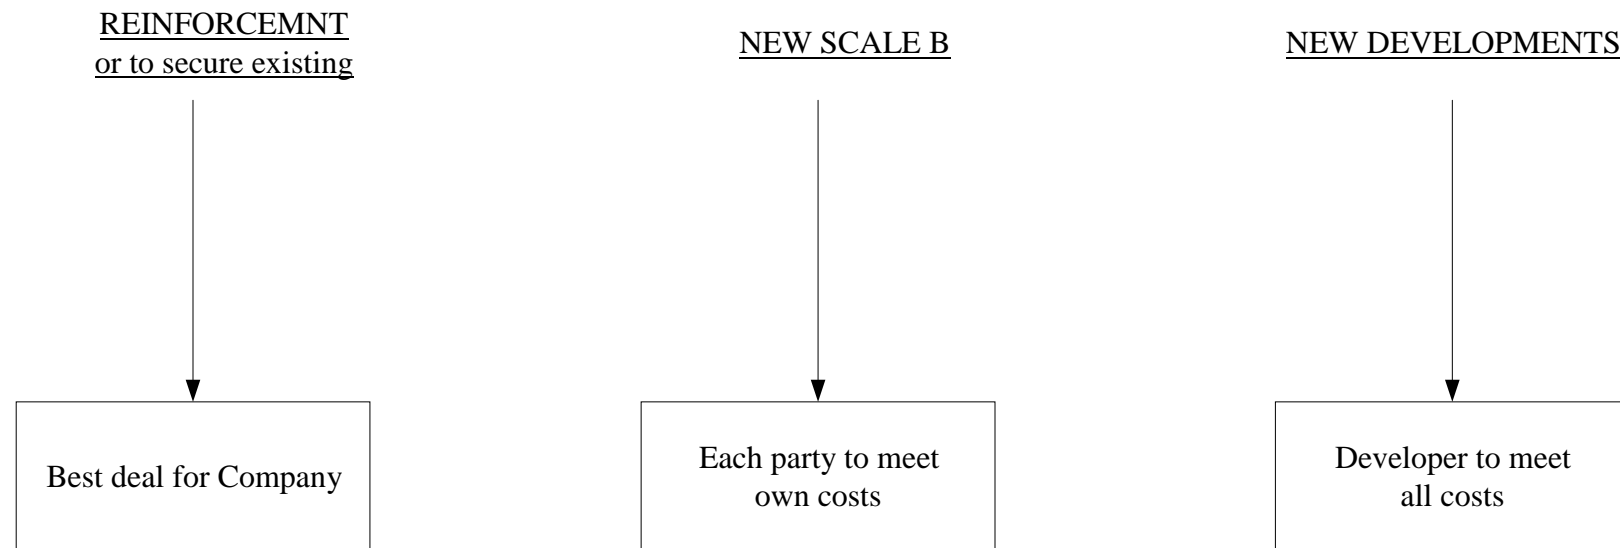 REINFORCEMNT
or to secure existing
NEW SCALE B
NEW DEVELOPMENTS
Best deal for Company
Each party to meet
own costs
Developer to meet
all costs